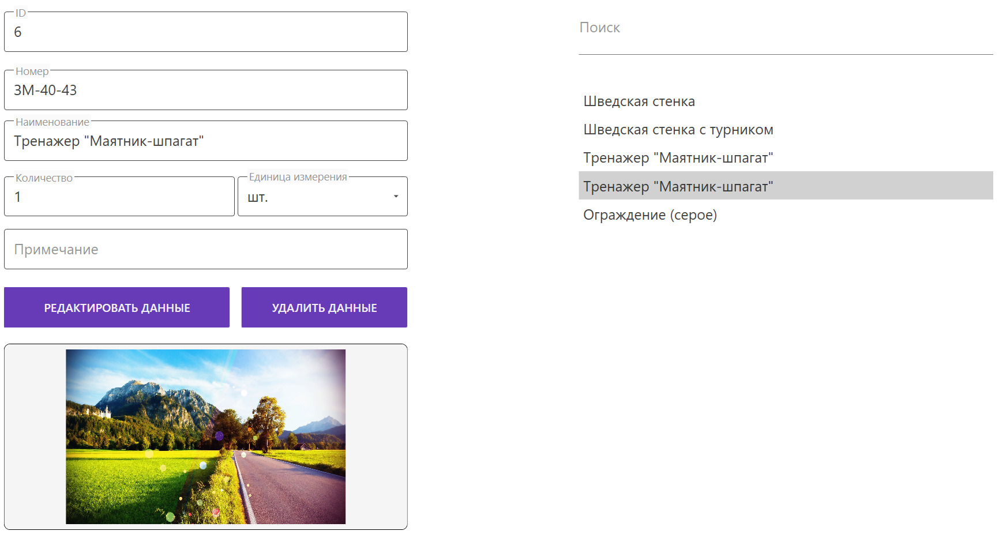 ID
6
Номер
ЗМ-40-43
Наименование
Тренажер "Маятник-шпагат"
Количество
1
Единица измерения
шт.
Примечание
РЕДАКТИРОВАТЬ ДАННЫЕ
УДАЛИТЬ ДАННЫЕ
Поиск
Шведская стенка
Шведская стенка с турником
Тренажер "Маятник-шпагат"
Тренажер "Маятник-шпагат"
Ограждение (серое)